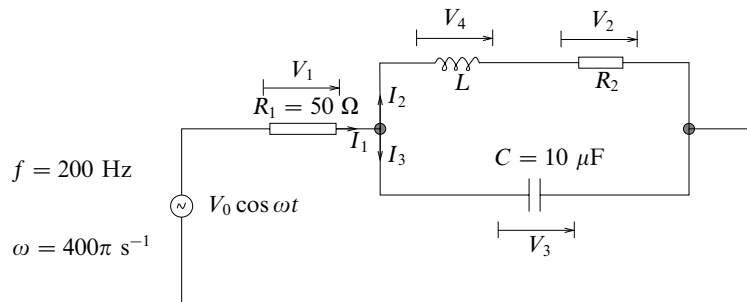 V₄
V₂
V₁
L
R₂
R₁ = 50 Ω
I₂
I₁
I₃
C = 10 μF
f = 200 Hz
V₀ cos ωt
~
V₃
ω = 400π s⁻¹